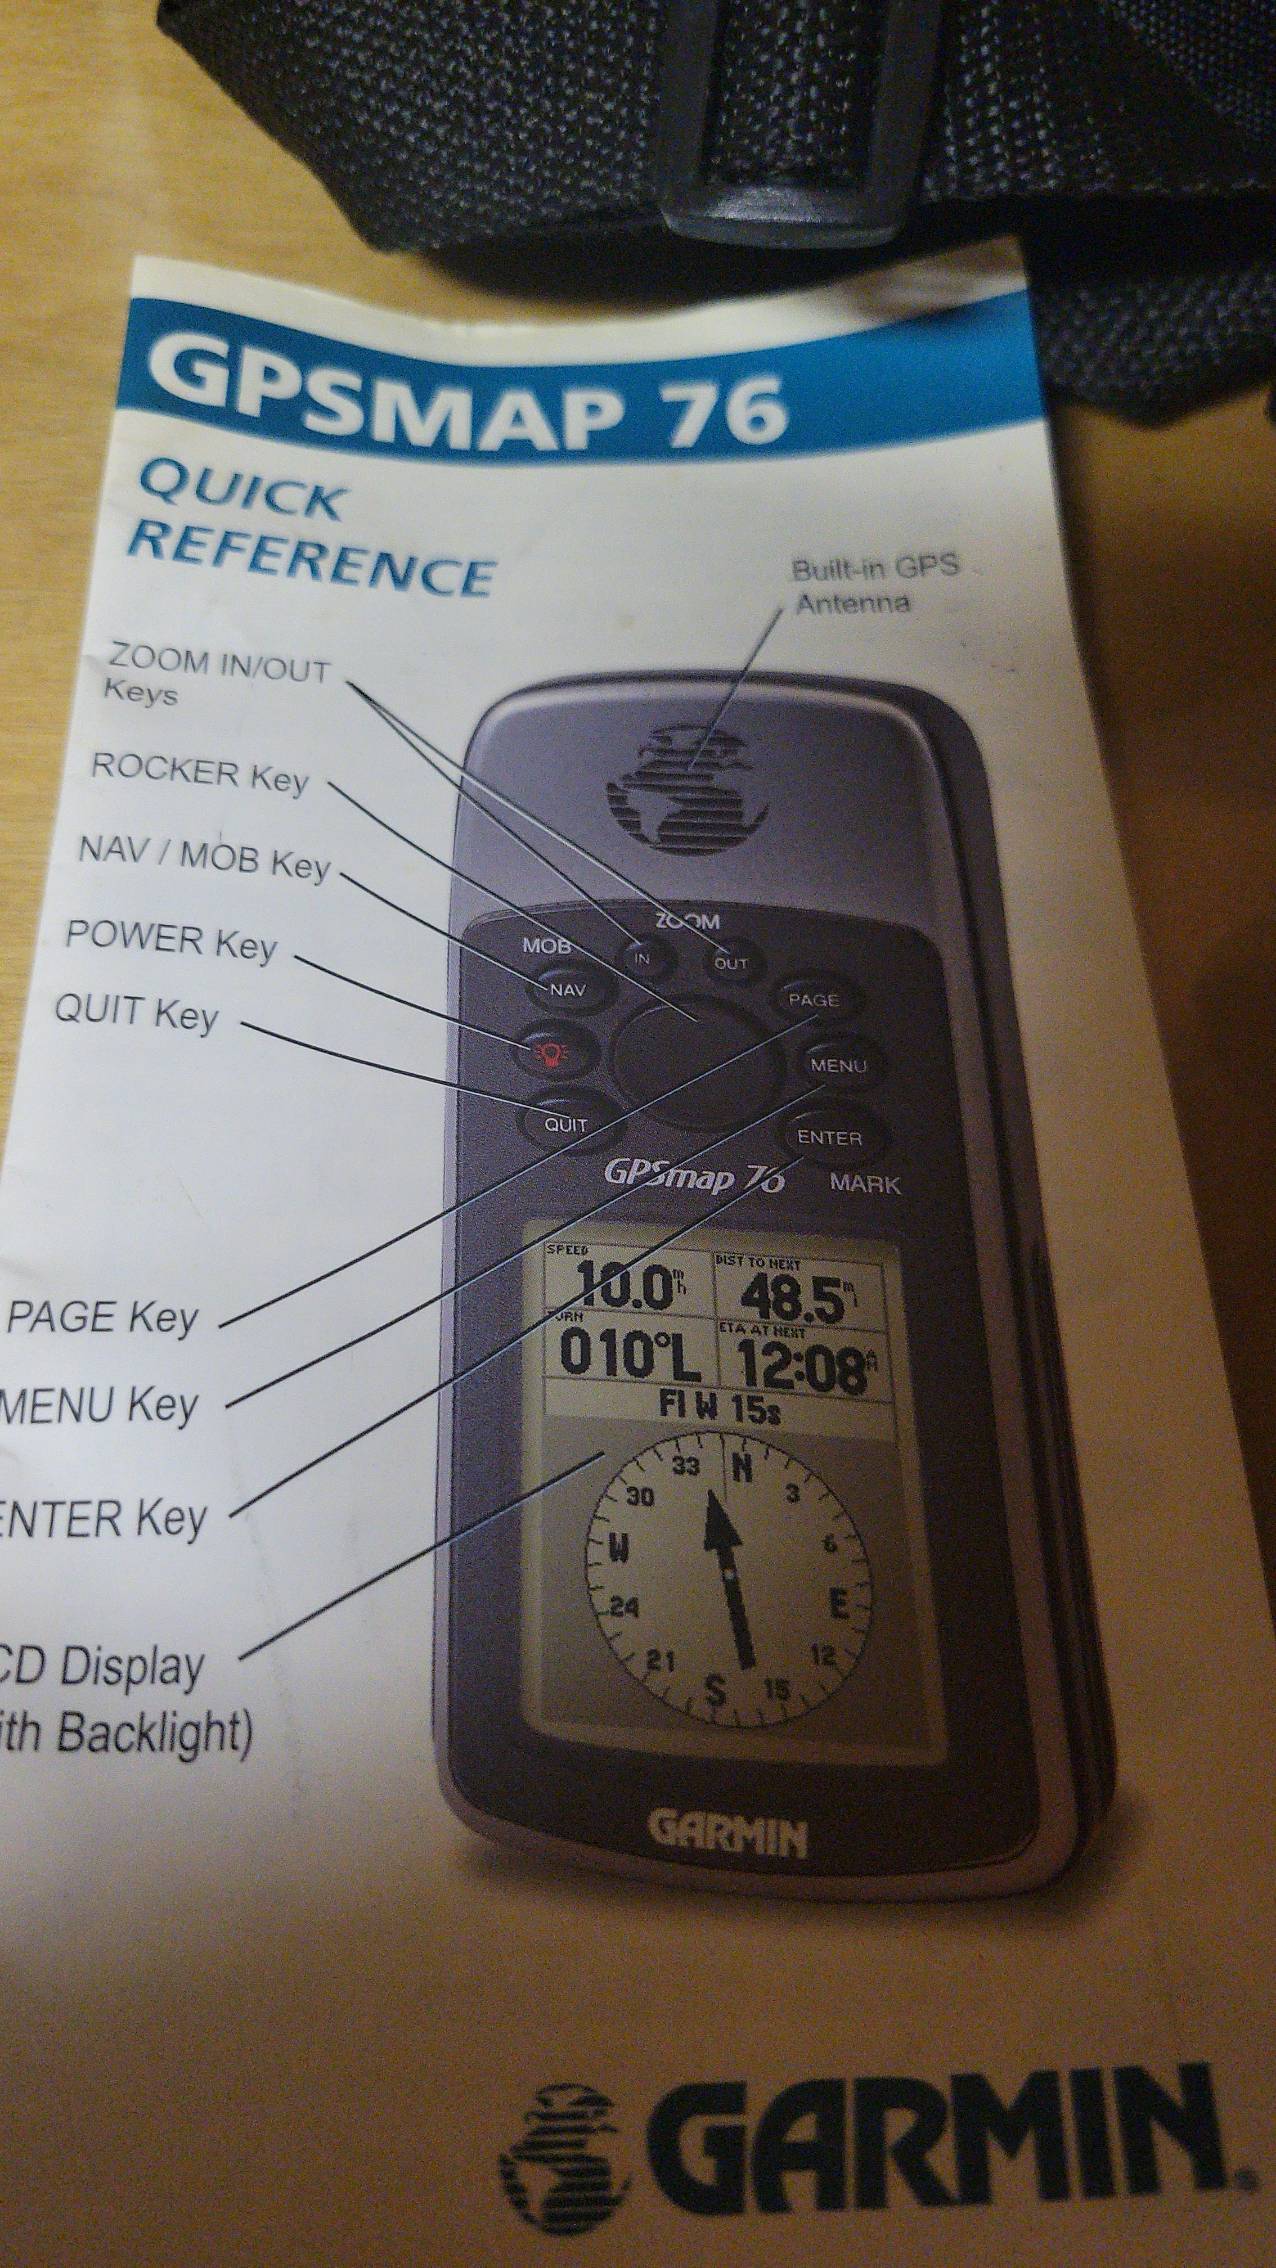 GPSMAP 76
QUICK
REFERENCE
Built-in GPS
Antenna
ZOOM IN/OUT
Keys
ROCKER Key
NAV / MOB Key
POWER Key
QUIT Key
PAGE Key
MENU Key
ENTER Key
CD Display
ith Backlight)
ZOOM
MOB
IN
OUT
NAV
PAGE
MENU
QUIT
ENTER
GPSmap 76
MARK
SPEED
DIST TO NEXT
10.0 mh
48.5 mi
TURN
ETA AT NEXT
010°L
12:08
Fl W 15s
33 N 3
30 6
W E
24 12
21 S 15
GARMIN
GARMIN